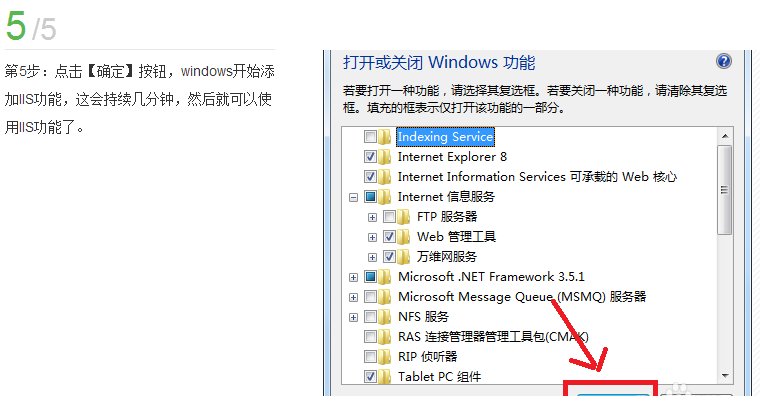 5 /5
第5步：点击【确定】按钮，windows开始添
加IIS功能，这会持续几分钟，然后就可以使
用IIS功能了。
打开或关闭 Windows 功能
若要打开一种功能，请选择其复选框。若要关闭一种功能，请清除其复选
框。填充的框表示仅打开该功能的一部分。
Indexing Service
Internet Explorer 8
Internet Information Services 可承载的 Web 核心
Internet 信息服务
FTP 服务器
Web 管理工具
万维网服务
Microsoft .NET Framework 3.5.1
Microsoft Message Queue (MSMQ) 服务器
NFS 服务
RAS 连接管理器管理工具包(CMAK)
RIP 侦听器
Tablet PC 组件